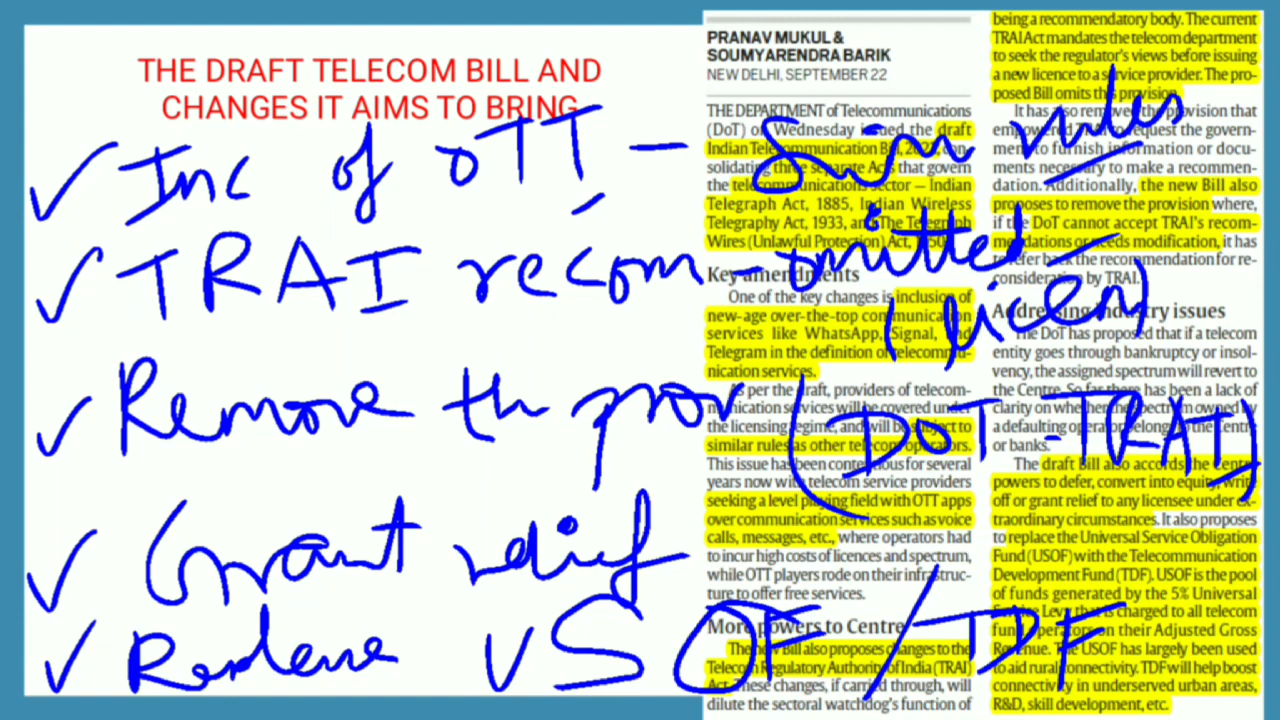 THE DRAFT TELECOM BILL AND
CHANGES IT AIMS TO BRING
✓ Inc of OTT – Sim rules
✓ TRAI recom – omitted
(licen)
✓ Remove th prov (DOT - TRAI)
✓ Grant relief
✓ Replace USOF / TDF
PRANAV MUKUL &
SOUMYARENDRA BARIK
NEW DELHI, SEPTEMBER 22
THE DEPARTMENT of Telecommunications
(DoT) on Wednesday issued the draft
Indian Telecommunication Bill, 2022, con-
solidating three separate Acts that govern
the telecommunications sector — Indian
Telegraph Act, 1885, Indian Wireless
Telegraphy Act, 1933, and The Telegraph
Wires (Unlawful Protection) Act, 1950.
Key amendments
One of the key changes is inclusion of
new-age over-the-top communication
services like WhatsApp, Signal, and
Telegram in the definition of telecommu-
nication services.
As per the draft, providers of telecom-
munication services will be covered under
the licensing regime, and will be subject to
similar rules as other telecom operators.
This issue has been contentious for several
years now with telecom service providers
seeking a level playing field with OTT apps
over communication services such as voice
calls, messages, etc., where operators had
to incur high costs of licences and spectrum,
while OTT players rode on their infrastruc-
ture to offer free services.
More powers to Centre
The new Bill also proposes changes to the
Telecom Regulatory Authority of India (TRAI)
Act. These changes, if carried through, will
dilute the sectoral watchdog's function of
being a recommendatory body. The current
TRAI Act mandates the telecom department
to seek the regulator's views before issuing
a new licence to a service provider. The pro-
posed Bill omits this provision.
It has also removed the provision that
empowered TRAI to request the govern-
ment to furnish information or docu-
ments necessary to make a recommen-
dation. Additionally, the new Bill also
proposes to remove the provision where,
if the DoT cannot accept TRAI's recom-
mendations or needs modification, it has
to refer back the recommendation for re-
consideration by TRAI.
Addressing industry issues
The DoT has proposed that if a telecom
entity goes through bankruptcy or insol-
vency, the assigned spectrum will revert to
the Centre. So far there has been a lack of
clarity on whether the spectrum owned by
a defaulting operator belongs to the Centre
or banks.
The draft Bill also accords the Centre
powers to defer, convert into equity, write
off or grant relief to any licensee under ex-
traordinary circumstances. It also proposes
to replace the Universal Service Obligation
Fund (USOF) with the Telecommunication
Development Fund (TDF). USOF is the pool
of funds generated by the 5% Universal
Service Levy that is charged to all telecom
fund operators on their Adjusted Gross
Revenue. The USOF has largely been used
to aid rural connectivity. TDF will help boost
connectivity in underserved urban areas,
R&D, skill development, etc.